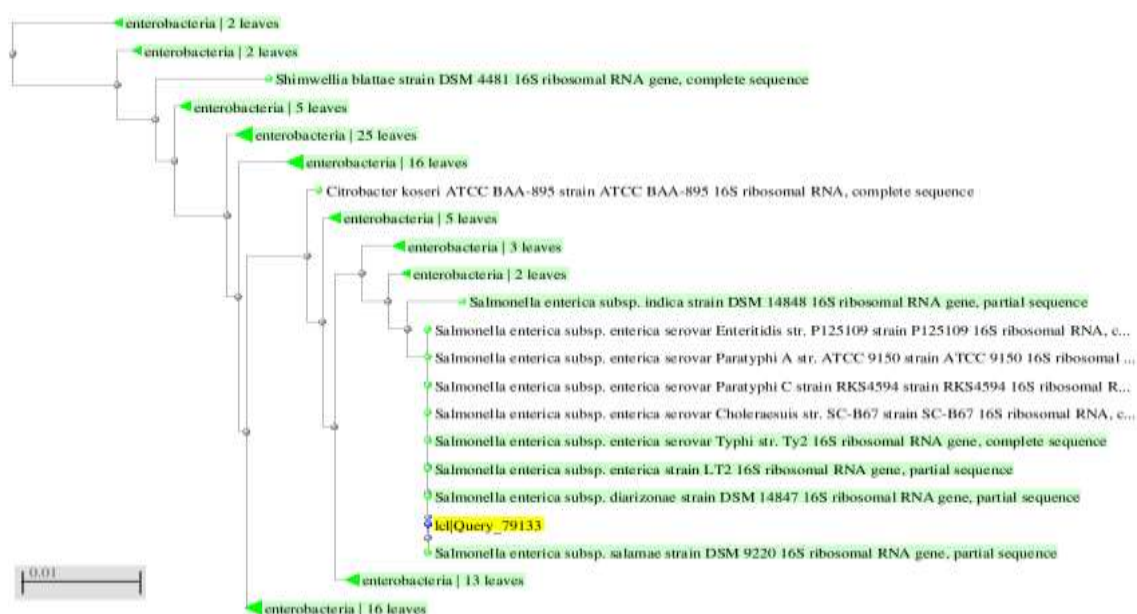 enterobacteria | 2 leaves
enterobacteria | 2 leaves
Shimwellia blattae strain DSM 4481 16S ribosomal RNA gene, complete sequence
enterobacteria | 5 leaves
enterobacteria | 25 leaves
enterobacteria | 16 leaves
Citrobacter koseri ATCC BAA-895 strain ATCC BAA-895 16S ribosomal RNA, complete sequence
enterobacteria | 5 leaves
enterobacteria | 3 leaves
enterobacteria | 2 leaves
Salmonella enterica subsp. indica strain DSM 14848 16S ribosomal RNA gene, partial sequence
Salmonella enterica subsp. enterica serovar Enteritidis str. P125109 strain P125109 16S ribosomal RNA, c...
Salmonella enterica subsp. enterica serovar Paratyphi A str. ATCC 9150 strain ATCC 9150 16S ribosomal ...
Salmonella enterica subsp. enterica serovar Paratyphi C strain RKS4594 strain RKS4594 16S ribosomal R...
Salmonella enterica subsp. enterica serovar Choleraesuis str. SC-B67 strain SC-B67 16S ribosomal RNA, c...
Salmonella enterica subsp. enterica serovar Typhi str. Ty2 16S ribosomal RNA gene, complete sequence
Salmonella enterica subsp. enterica strain LT2 16S ribosomal RNA gene, partial sequence
Salmonella enterica subsp. diarizonae strain DSM 14847 16S ribosomal RNA gene, partial sequence
lcl|Query_79133
Salmonella enterica subsp. salamae strain DSM 9220 16S ribosomal RNA gene, partial sequence
0.01
enterobacteria | 13 leaves
enterobacteria | 16 leaves